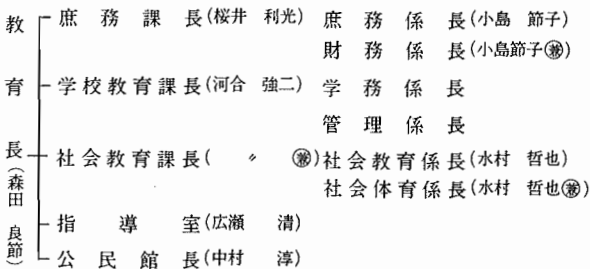 教育長(森田 良節)
庶務課長(桜井 利光) 庶務係長(小島 節子)
財務係長(小島節子㊎)
学校教育課長(河合 強二) 学務係長
管理係長
社会教育課長( 〃 兼) 社会教育係長(水村 哲也)
社会体育係長(水村 哲也兼)
指導室(広瀬 清)
公民館長(中村 淳)